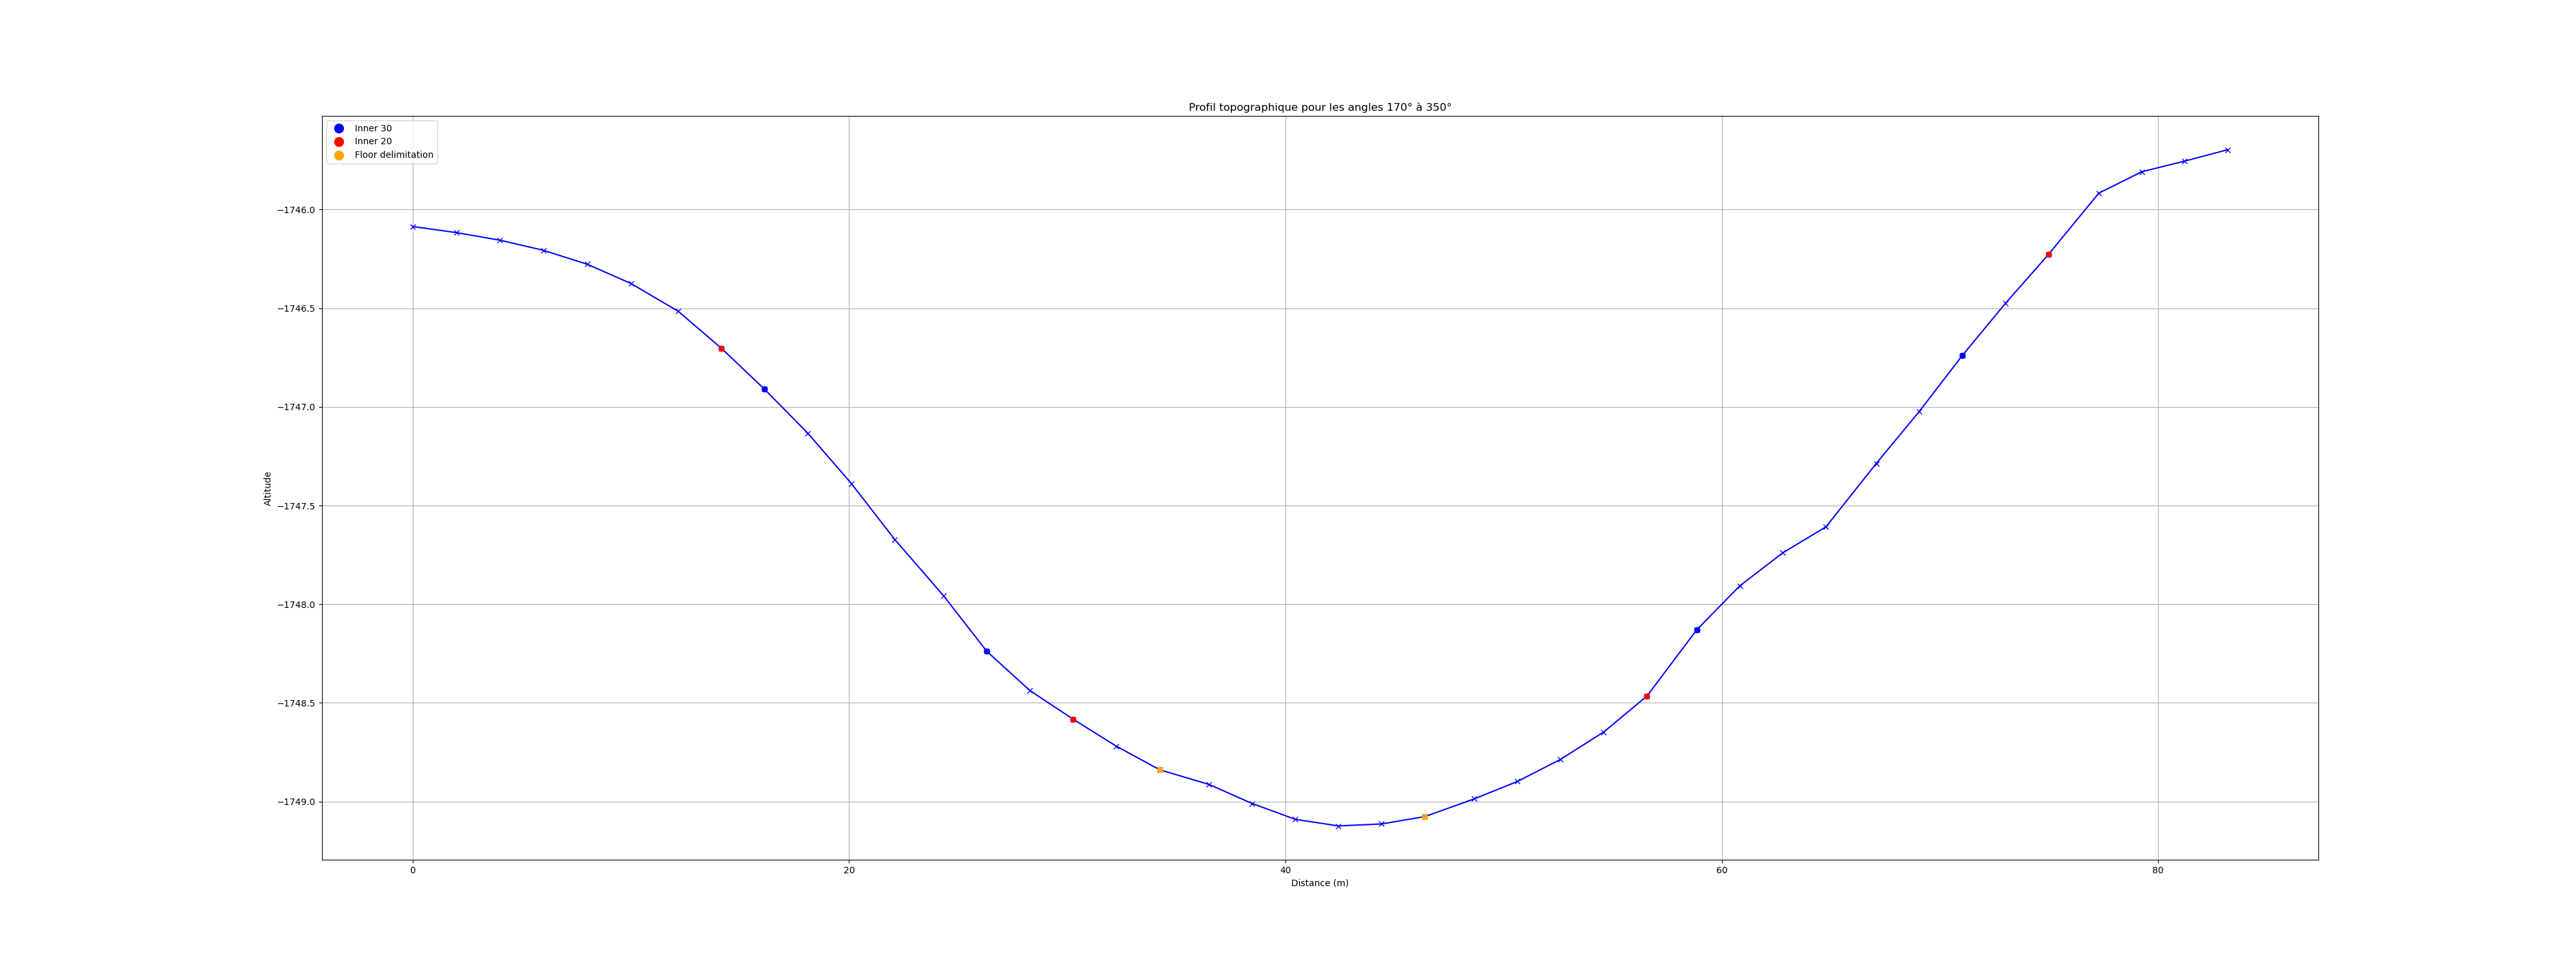 Profil topographique pour les angles 170° à 350°
Inner 30
Inner 20
Floor delimitation
−1746.0
−1746.5
−1747.0
−1747.5
−1748.0
−1748.5
−1749.0
Altitude
0 20 40 60 80
Distance (m)